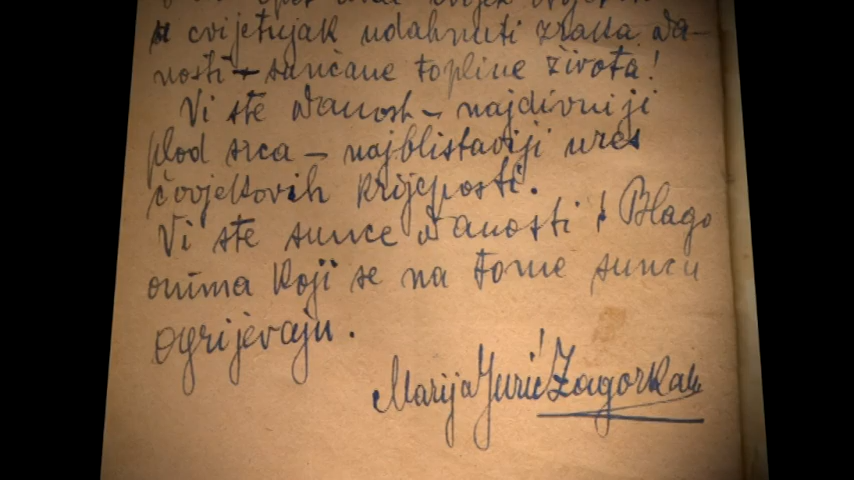 cvijetnjak udahnuti zraka da-
nosti – sunčane topline života!
Vi ste danost – najdivniji
plod srca – najblistaviji ures
čovjekovih krijeposti.
Vi ste sunce danosti! Blago
onima koji se na tome suncu
ogrijevaju.
Marija Jurić Zagorka